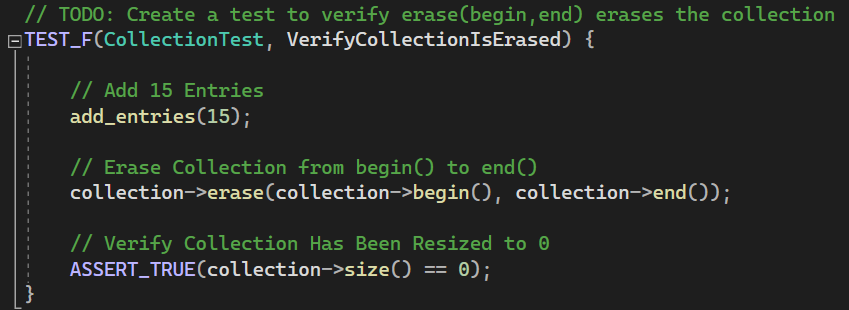 // TODO: Create a test to verify erase(begin,end) erases the collection
TEST_F(CollectionTest, VerifyCollectionIsErased) {
// Add 15 Entries
add_entries(15);
// Erase Collection from begin() to end()
collection->erase(collection->begin(), collection->end());
// Verify Collection Has Been Resized to 0
ASSERT_TRUE(collection->size() == 0);
}